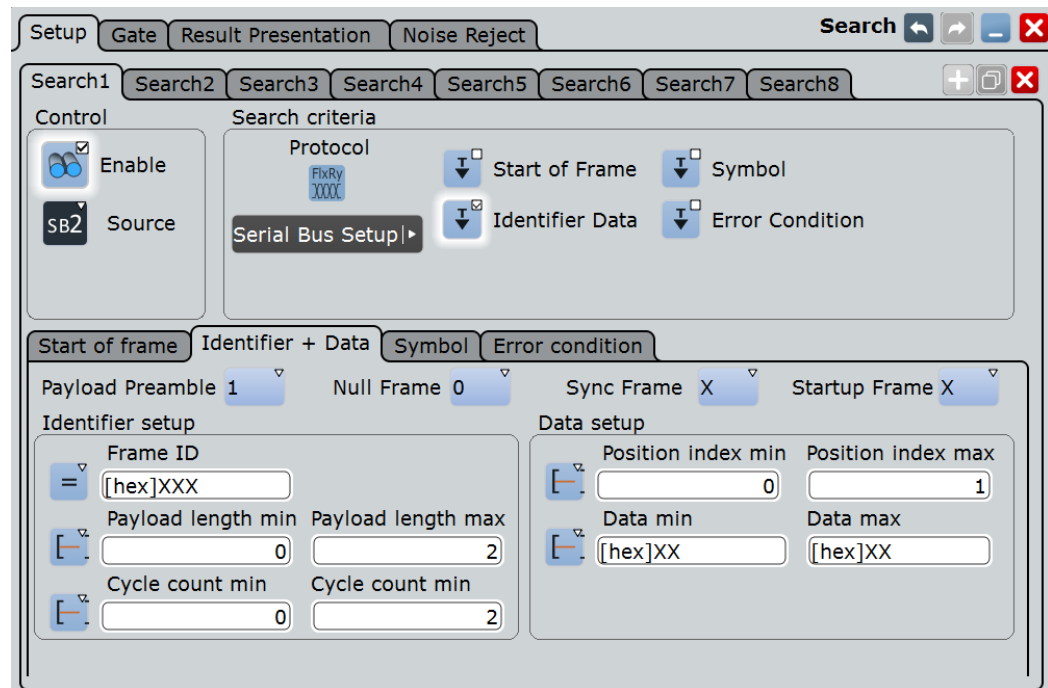 Setup Gate Result Presentation Noise Reject Search
Search1 Search2 Search3 Search4 Search5 Search6 Search7 Search8
Control Search criteria
Enable
SB2 Source
Protocol
FlxRy
Serial Bus Setup
Start of Frame Symbol
Identifier Data Error Condition
Start of frame Identifier + Data Symbol Error condition
Payload Preamble 1 Null Frame 0 Sync Frame X Startup Frame X
Identifier setup
Frame ID
= [hex]XXX
Payload length min Payload length max
0 2
Cycle count min Cycle count min
0 2
Data setup
Position index min Position index max
0 1
Data min Data max
[hex]XX [hex]XX